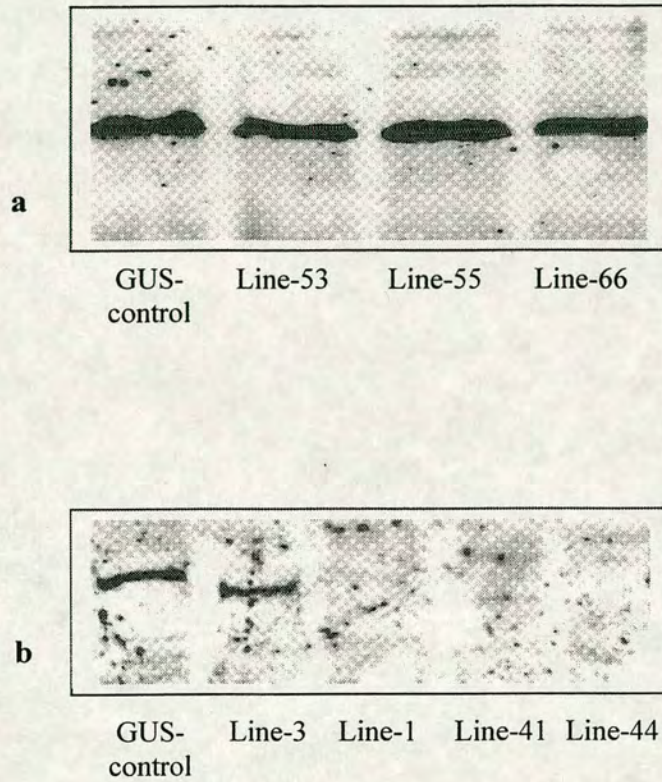 a
GUS- Line-53 Line-55 Line-66
control
b
GUS- Line-3 Line-1 Line-41 Line-44
control